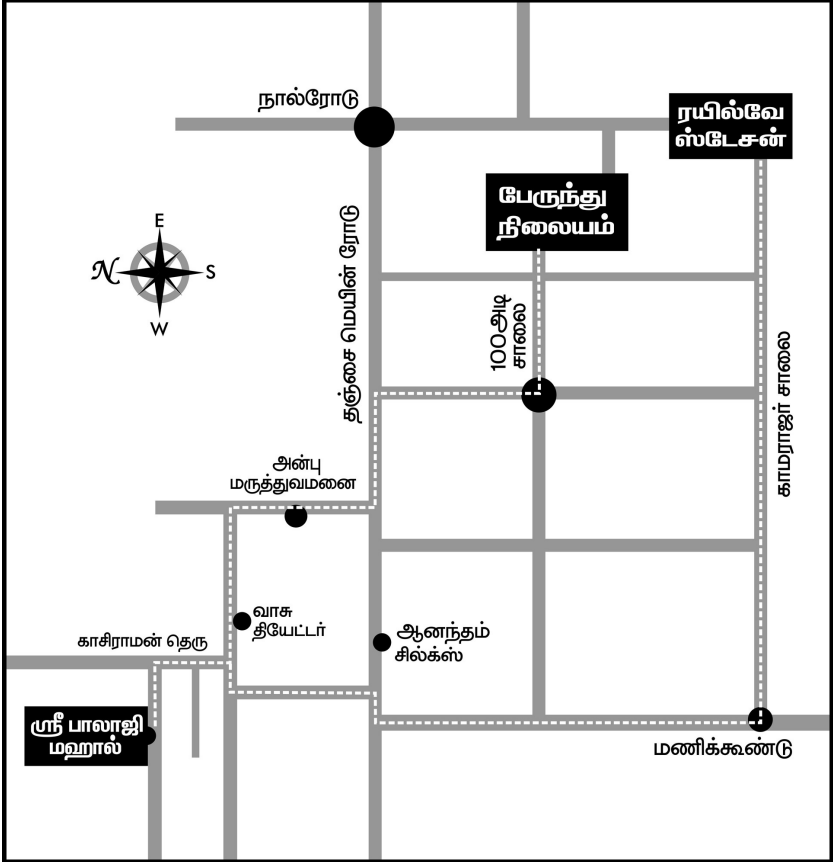 நால்ரோடு
ரயில்வே
ஸ்டேசன்
பேருந்து
நிலையம்
E
N
S
W
தஞ்சை மெயின் ரோடு
100அடி
சாலை
காமராஜர் சாலை
அன்பு
மருத்துவமனை
வாசு
தியேட்டர்
ஆனந்தம்
சில்க்ஸ்
காசிராமன் தெரு
ஸ்ரீ பாலாஜி
மஹால்
மணிக்கூண்டு